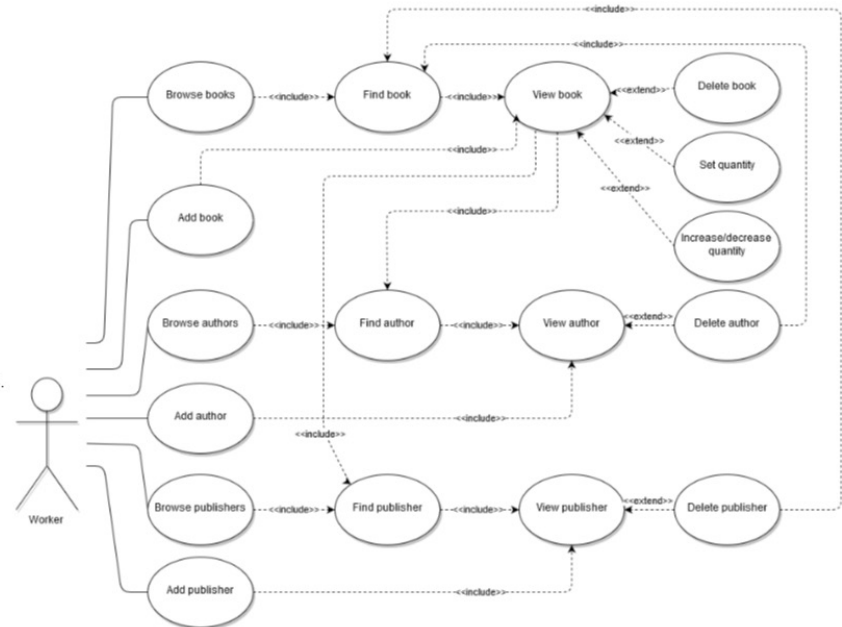 <<include>>
<<include>>
Browse books
<<include>>
Find book
<<include>>
View book
<<extend>>
Delete book
<<extend>>
Set quantity
<<include>>
<<extend>>
Add book
<<include>>
Increase/decrease
quantity
Browse authors
<<include>>
Find author
<<include>>
View author
<<extend>>
Delete author
Add author
<<include>>
<<include>>
Browse publishers
<<include>>
Find publisher
<<include>>
View publisher
<<extend>>
Delete publisher
Worker
Add publisher
<<include>>